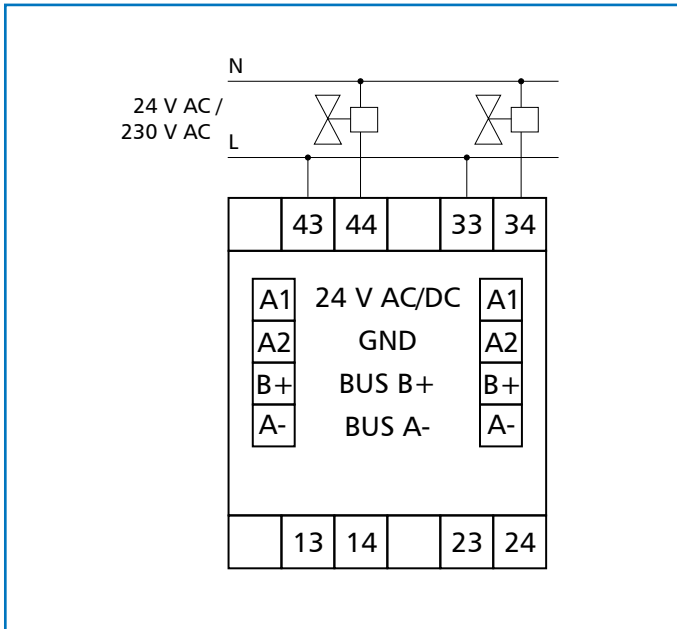 N
24 V AC /
230 V AC
L
43 44 33 34
A1 24 V AC/DC A1
A2 GND A2
B+ BUS B+ B+
A- BUS A- A-
13 14 23 24